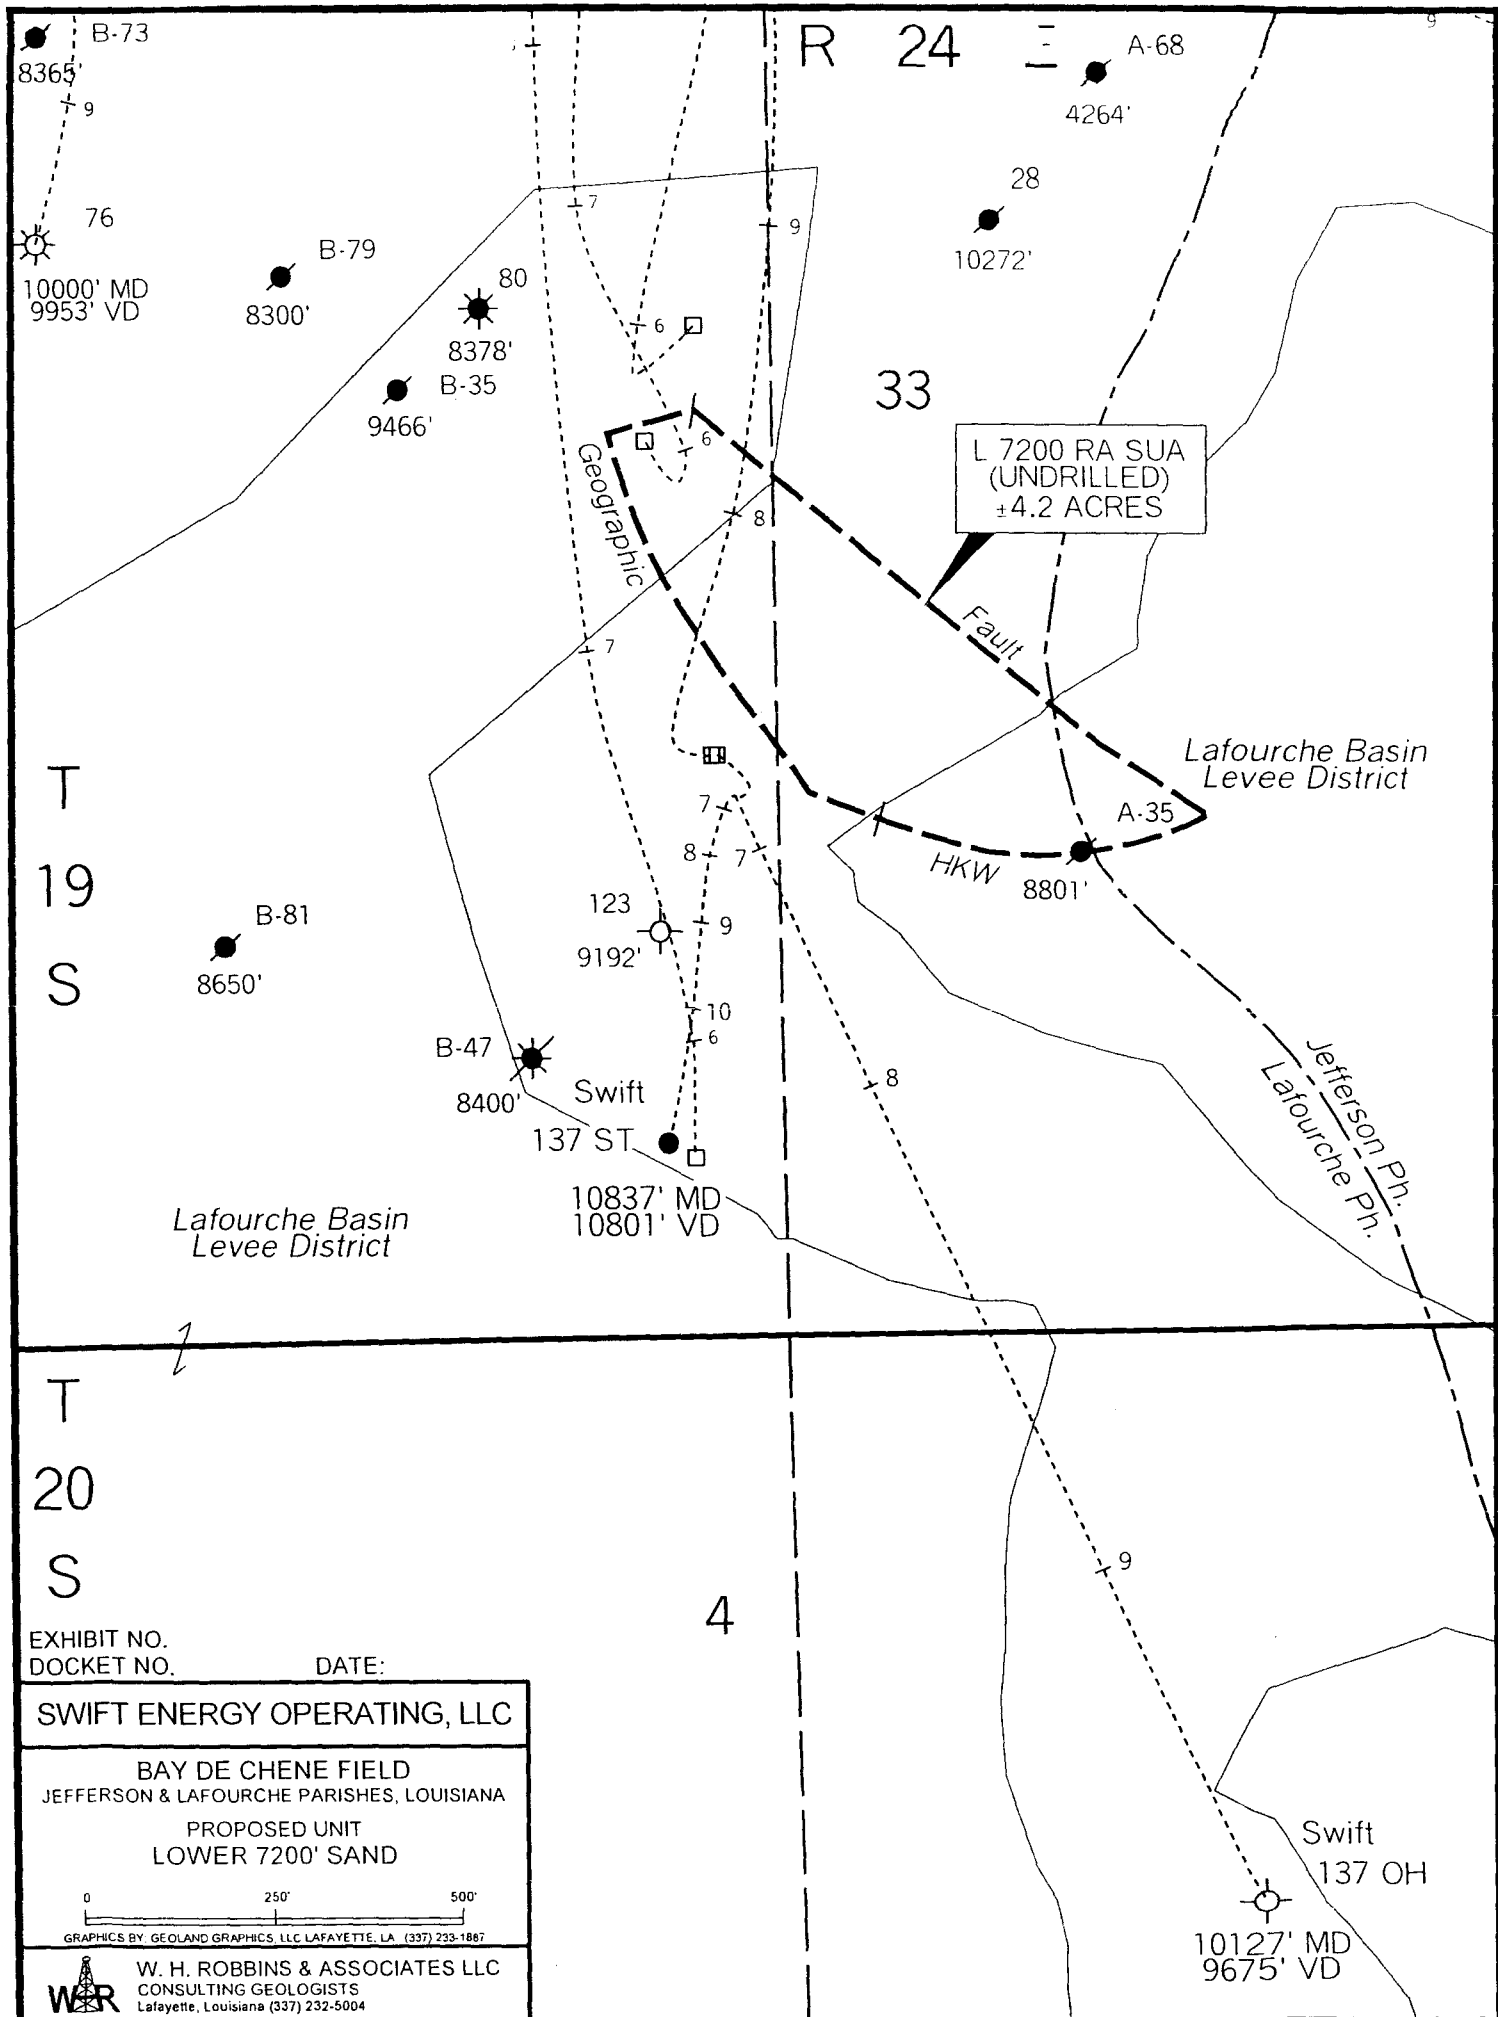 B-73
8365'
9
R 24
A-68
4264'
9
76
10000' MD
9953' VD
B-79
8300'
80
8378'
B-35
9466'
7
9
28
10272'
6
6
33
L 7200 RA SUA
(UNDRILLED)
±4.2 ACRES
Geographic
8
Fault
7
T
19
S
Lafourche Basin
Levee District
A-35
8801'
HKW
7
8
7
9
10
6
123
9192'
B-81
8650'
B-47
8400'
Swift
137 ST
10837' MD
10801' VD
8
Jefferson Ph.
Lafourche Ph.
Lafourche Basin
Levee District
T
20
S
9
4
Swift
137 OH
10127' MD
9675' VD
EXHIBIT NO.
DOCKET NO. DATE:
SWIFT ENERGY OPERATING, LLC
BAY DE CHENE FIELD
JEFFERSON & LAFOURCHE PARISHES, LOUISIANA
PROPOSED UNIT
LOWER 7200' SAND
0 250' 500'
GRAPHICS BY: GEOLAND GRAPHICS, LLC LAFAYETTE, LA (337) 233-1887
W R
W. H. ROBBINS & ASSOCIATES LLC
CONSULTING GEOLOGISTS
Lafayette, Louisiana (337) 232-5004